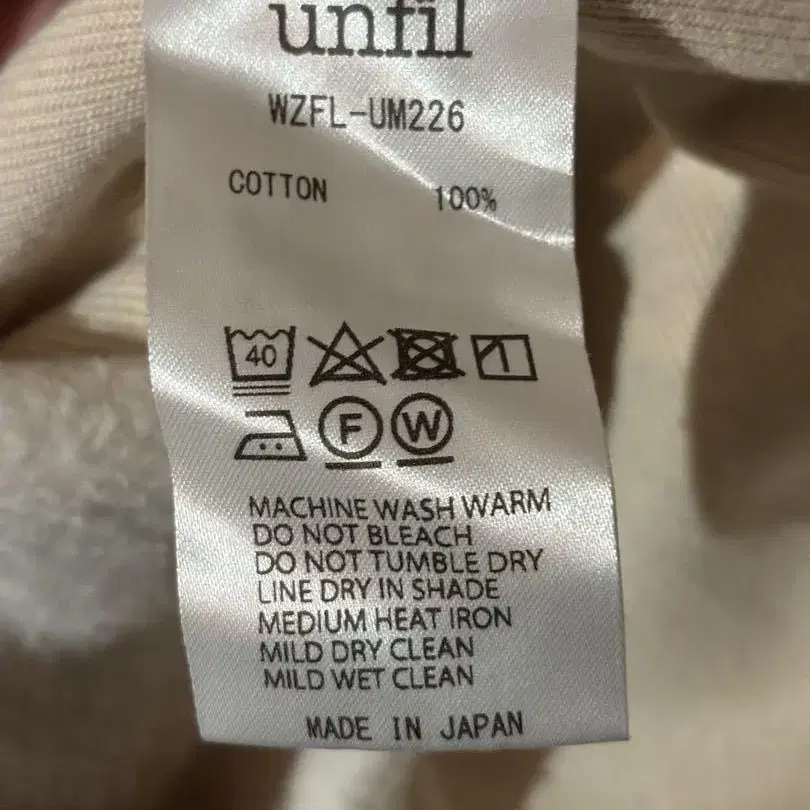 unfil
WZFL-UM226
COTTON 100%
40
F W
MACHINE WASH WARM
DO NOT BLEACH
DO NOT TUMBLE DRY
LINE DRY IN SHADE
MEDIUM HEAT IRON
MILD DRY CLEAN
MILD WET CLEAN
MADE IN JAPAN